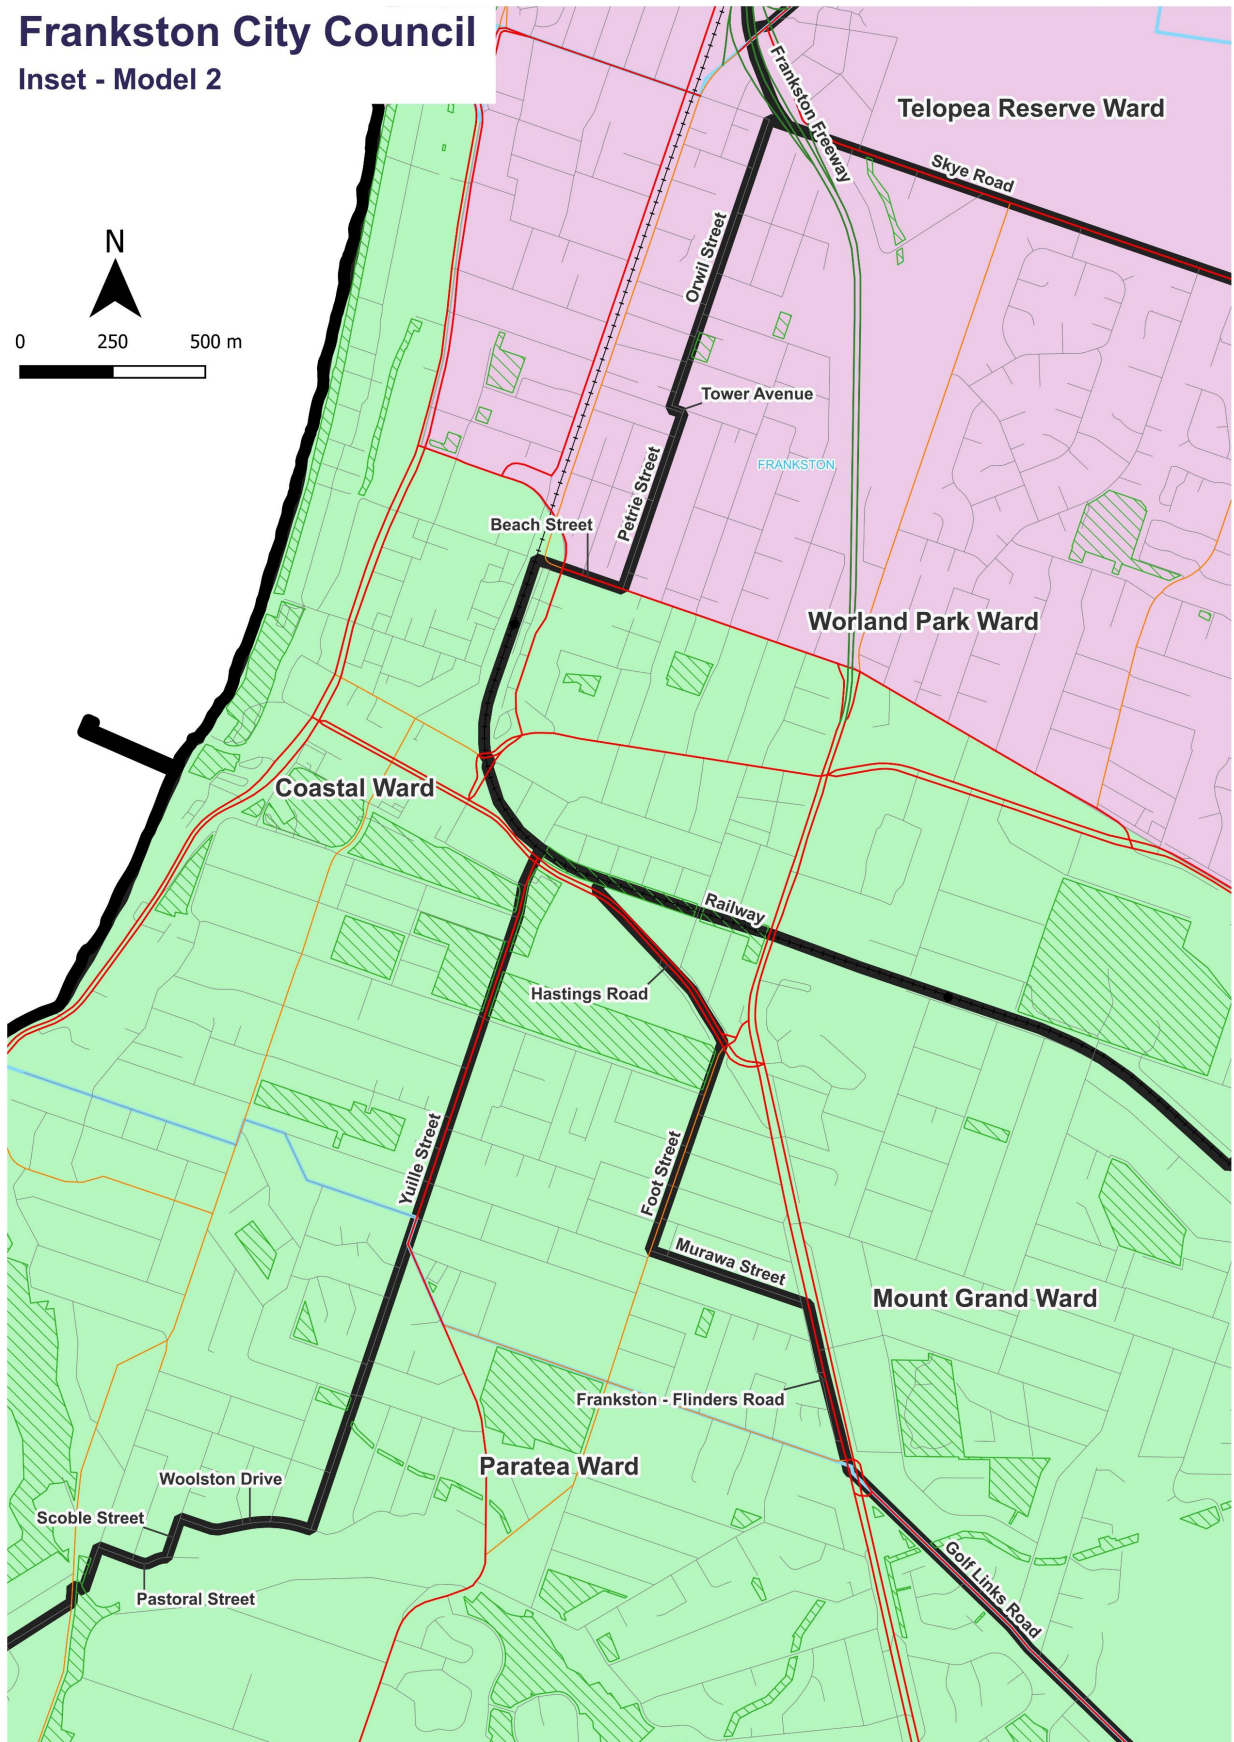 Frankston City Council
Inset - Model 2
Telopea Reserve Ward
Frankston Freeway
Skye Road
N
0 250 500 m
Orwil Street
Tower Avenue
FRANKSTON
Petrie Street
Beach Street
Worland Park Ward
Coastal Ward
Railway
Hastings Road
Yuille Street
Foot Street
Murawa Street
Mount Grand Ward
Frankston - Flinders Road
Paratea Ward
Woolston Drive
Scoble Street
Golf Links Road
Pastoral Street